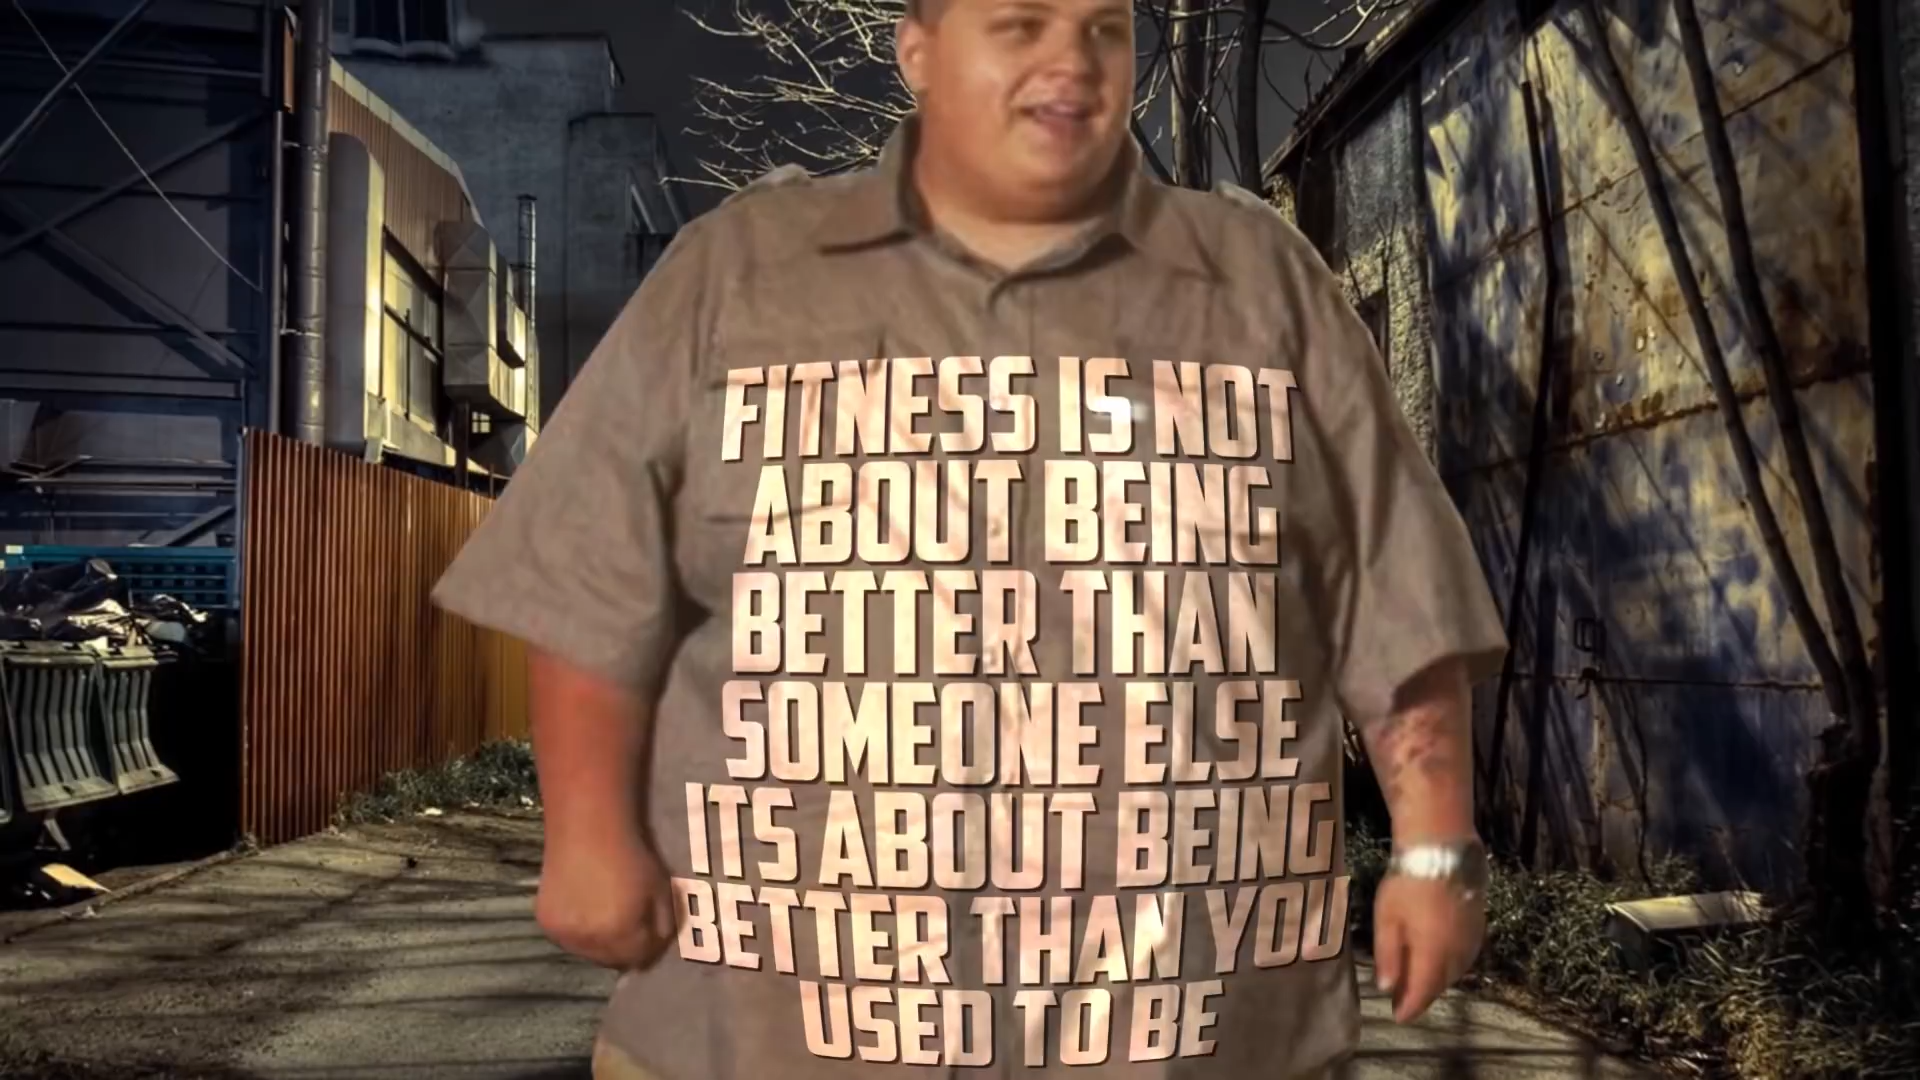 FITNESS IS NOT
ABOUT BEING
BETTER THAN
SOMEONE ELSE
ITS ABOUT BEING
BETTER THAN YOU
USED TO BE